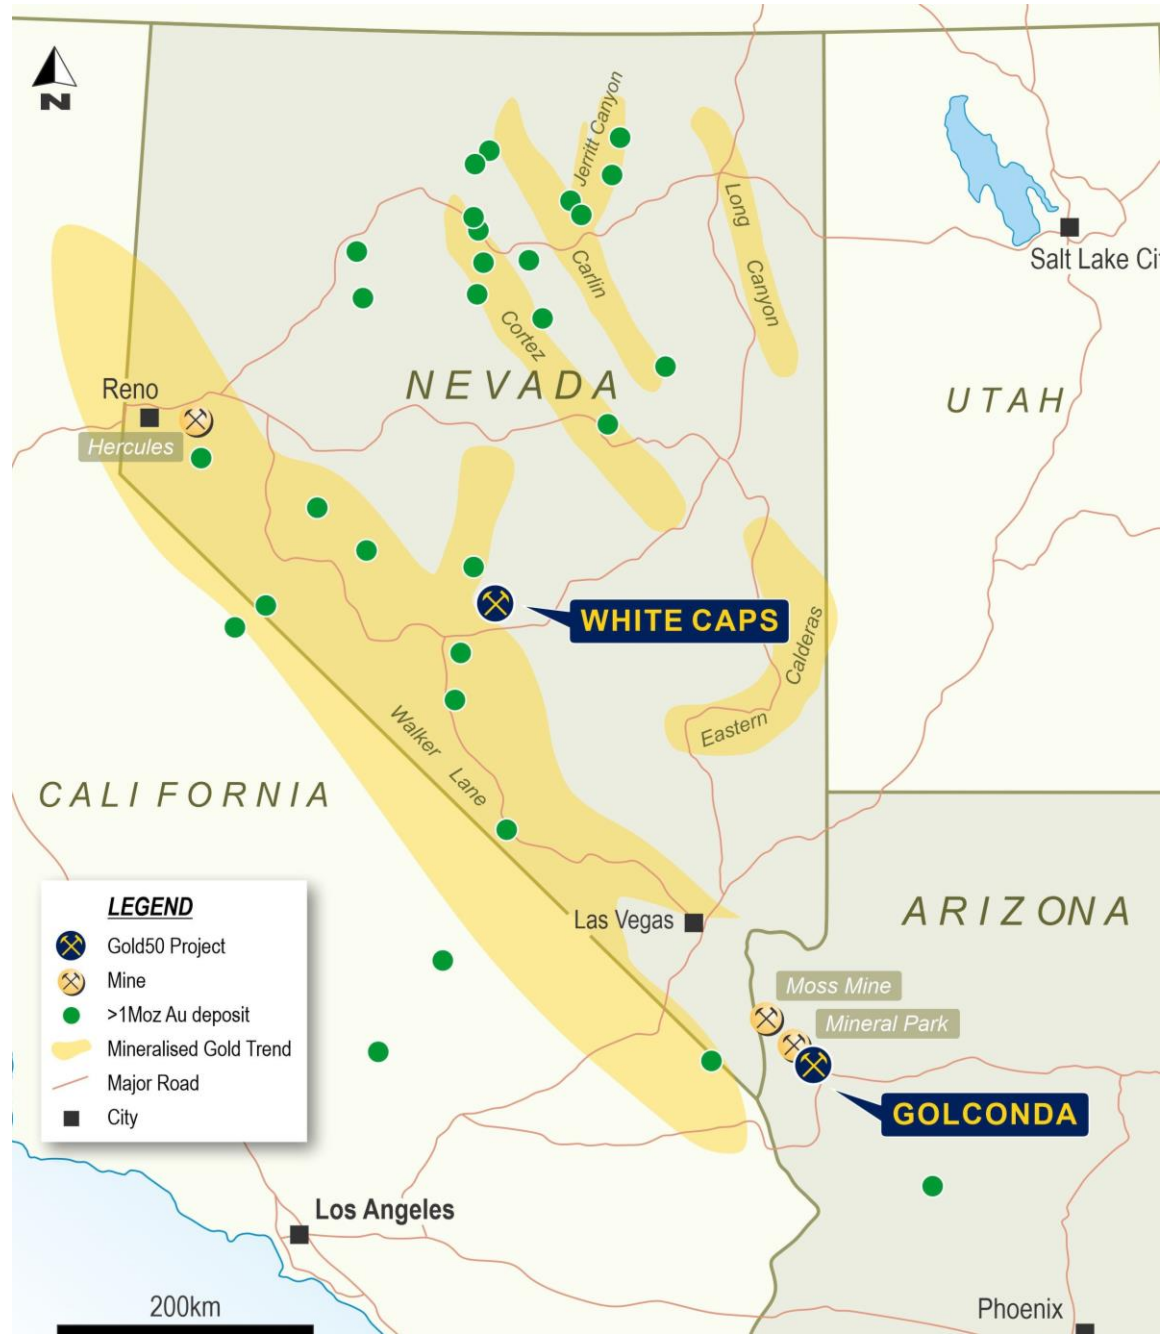 N
Jerritt Canyon
Long
Canyon
Salt Lake Cit
Carlin
Cortez
Reno
NEVADA
UTAH
Hercules
WHITE CAPS
Calderas
Eastern
Walker
Lane
CALIFORNIA
LEGEND
Gold50 Project
Mine
>1Moz Au deposit
Mineralised Gold Trend
Major Road
City
Las Vegas
ARIZONA
Moss Mine
Mineral Park
GOLCONDA
Los Angeles
200km
Phoenix